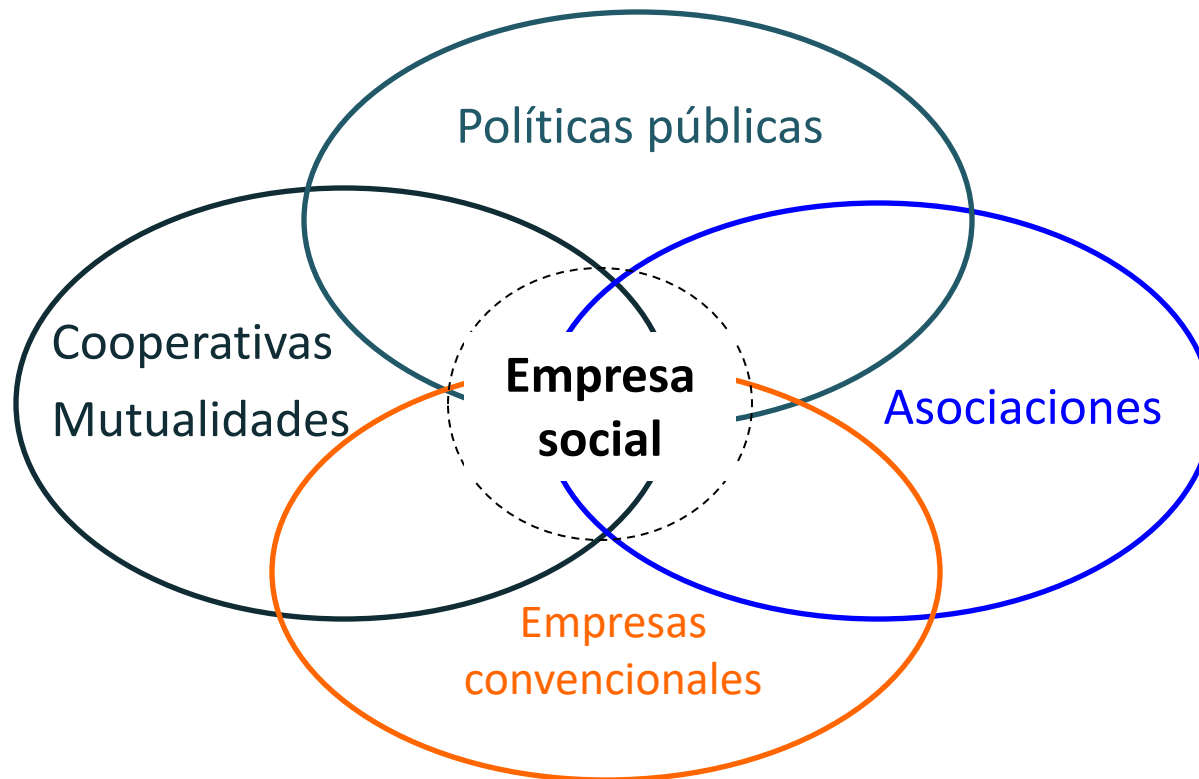 Políticas públicas
Cooperativas
Mutualidades
Empresa
social
Asociaciones
Empresas
convencionales